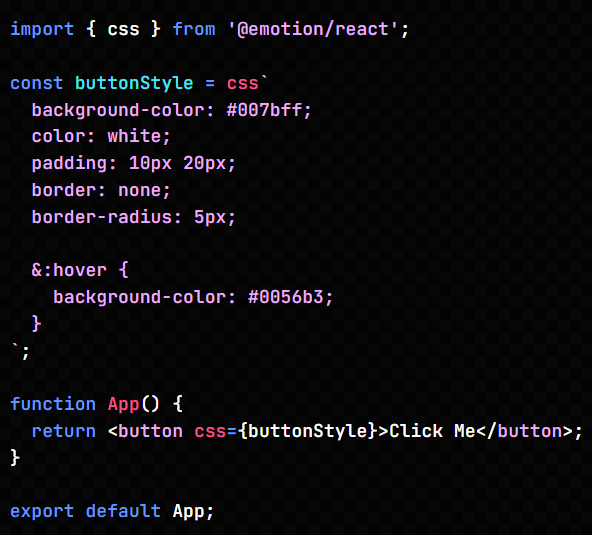 import { css } from '@emotion/react';

const buttonStyle = css`
  background-color: #007bff;
  color: white;
  padding: 10px 20px;
  border: none;
  border-radius: 5px;

  &:hover {
    background-color: #0056b3;
  }
`;

function App() {
  return <button css={buttonStyle}>Click Me</button>;
}

export default App;